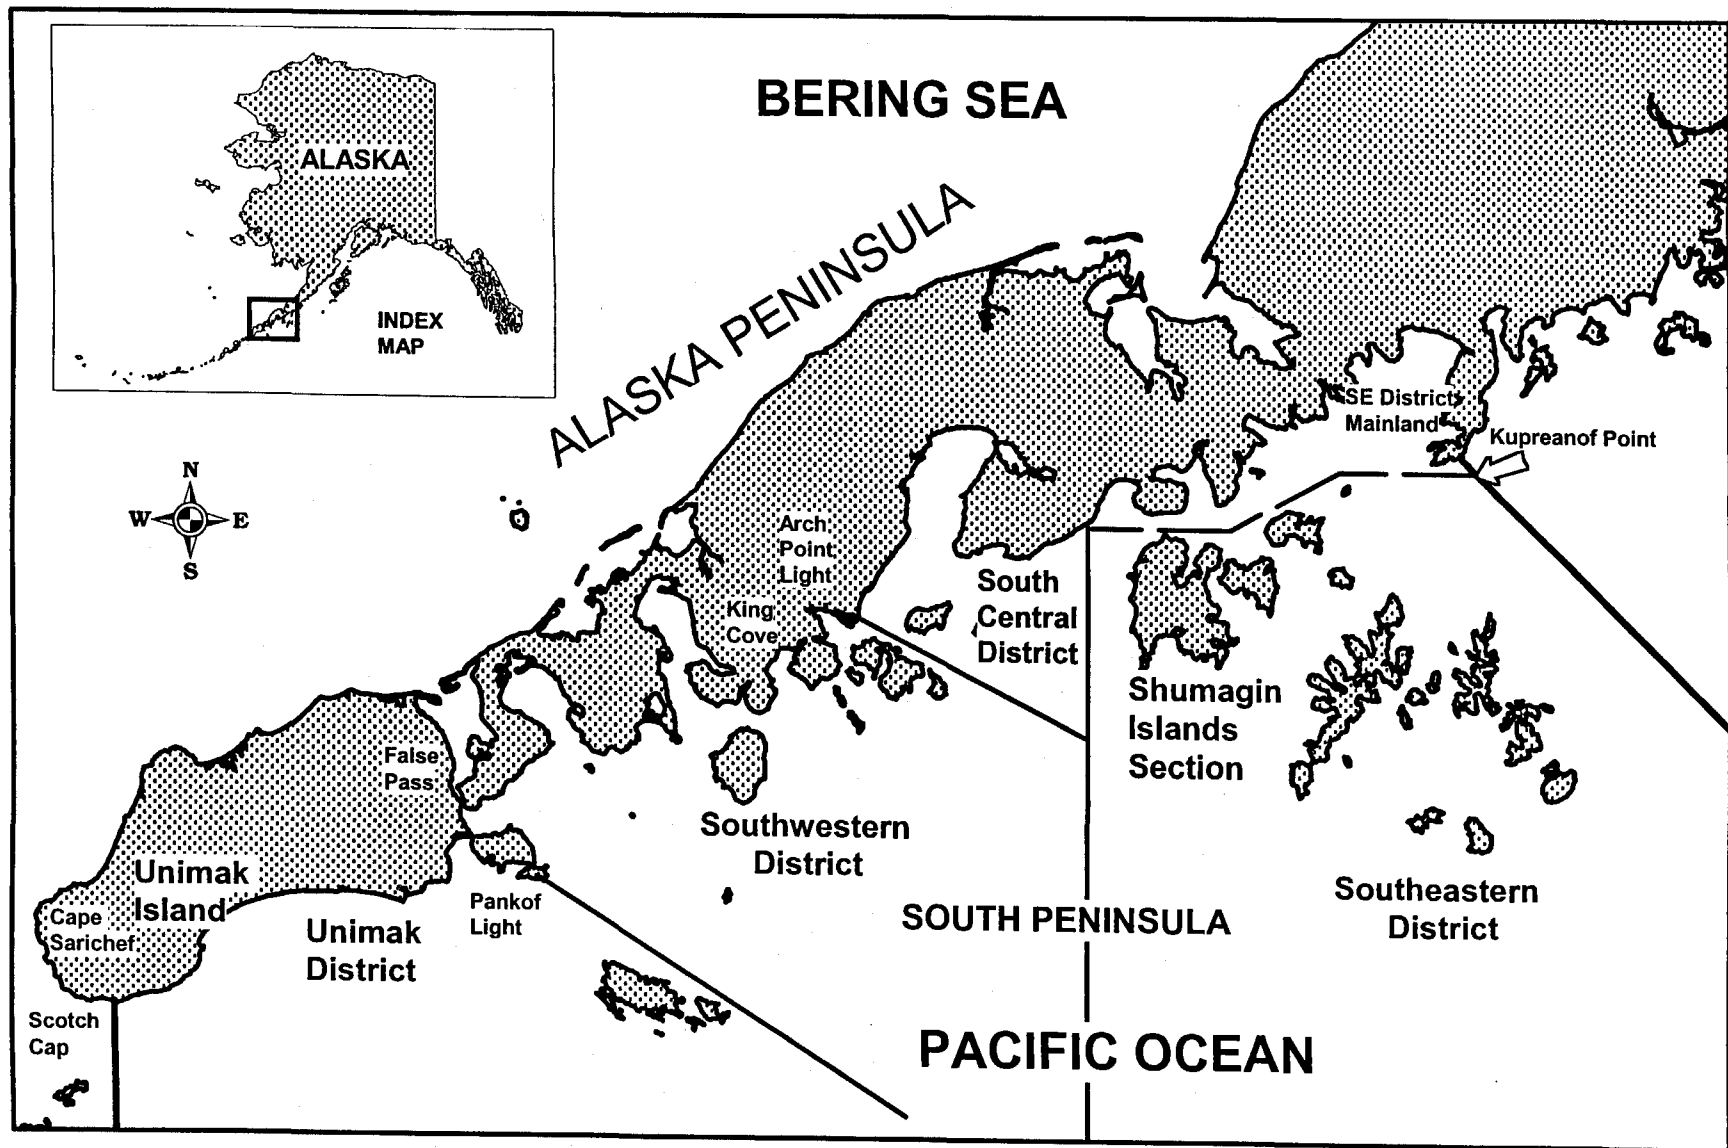 BERING SEA
ALASKA
INDEX
MAP
ALASKA PENINSULA
N
W
E
S
SE District
Mainland
Kupreanof Point
Arch
Point
Light
King
Cove
South
Central
District
Shumagin
Islands
Section
False
Pass
Southwestern
District
Unimak
Island
Cape
Sarichef
Unimak
District
Pankof
Light
SOUTH PENINSULA
Southeastern
District
Scotch
Cap
PACIFIC OCEAN